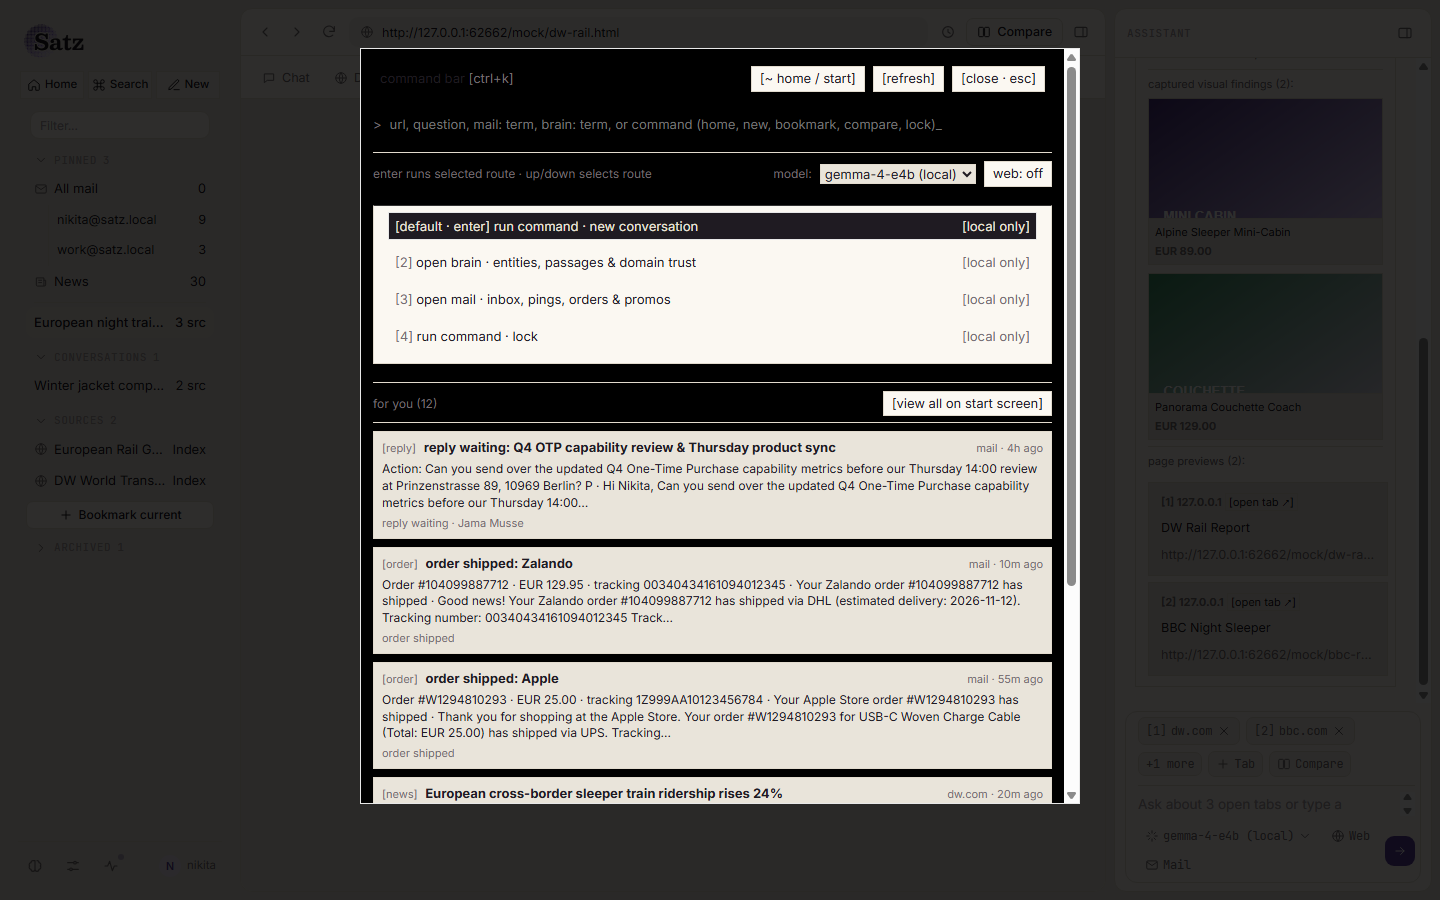 Satz
Home
Search
New
Filter...
PINNED 3
All mail 0
nikita@satz.local 9
work@satz.local 3
News 30
European night trai... 3 src
CONVERSATIONS 1
Winter jacket comp... 2 src
SOURCES 2
European Rail G... Index
DW World Trans... Index
+ Bookmark current
ARCHIVED 1
N nikita
http://127.0.0.1:62662/mock/dw-rail.html
Compare
Chat
command bar [ctrl+k]
[~ home / start]
[refresh]
[close · esc]
> url, question, mail: term, brain: term, or command (home, new, bookmark, compare, lock)_
enter runs selected route · up/down selects route
model: gemma-4-e4b (local)
web: off
[default · enter] run command · new conversation [local only]
[2] open brain · entities, passages & domain trust [local only]
[3] open mail · inbox, pings, orders & promos [local only]
[4] run command · lock [local only]
for you (12)
[view all on start screen]
[reply] reply waiting: Q4 OTP capability review & Thursday product sync mail · 4h ago
Action: Can you send over the updated Q4 One-Time Purchase capability metrics before our Thursday 14:00 review
at Prinzenstrasse 89, 10969 Berlin? P · Hi Nikita, Can you send over the updated Q4 One-Time Purchase capability
metrics before our Thursday 14:00...
reply waiting · Jama Musse
[order] order shipped: Zalando mail · 10m ago
Order #104099887712 · EUR 129.95 · tracking 00340434161094012345 · Your Zalando order #104099887712 has
shipped · Good news! Your Zalando order #104099887712 has shipped via DHL (estimated delivery: 2026-11-12).
Tracking number: 00340434161094012345 Track...
order shipped
[order] order shipped: Apple mail · 55m ago
Order #W1294810293 · EUR 25.00 · tracking 1Z999AA10123456784 · Your Apple Store order #W1294810293 has
shipped · Thank you for shopping at the Apple Store. Your order #W1294810293 for USB-C Woven Charge Cable
(Total: EUR 25.00) has shipped via UPS. Tracking...
order shipped
[news] European cross-border sleeper train ridership rises 24% dw.com · 20m ago
ASSISTANT
captured visual findings (2):
MINI CABIN
Alpine Sleeper Mini-Cabin
EUR 89.00
COUCHETTE
Panorama Couchette Coach
EUR 129.00
page previews (2):
[1] 127.0.0.1 [open tab ↗]
DW Rail Report
http://127.0.0.1:62662/mock/dw-ra...
[2] 127.0.0.1 [open tab ↗]
BBC Night Sleeper
http://127.0.0.1:62662/mock/bbc-r...
[1] dw.com ×
[2] bbc.com ×
+1 more
+ Tab
Compare
Ask about 3 open tabs or type a
gemma-4-e4b (local)
Web
Mail